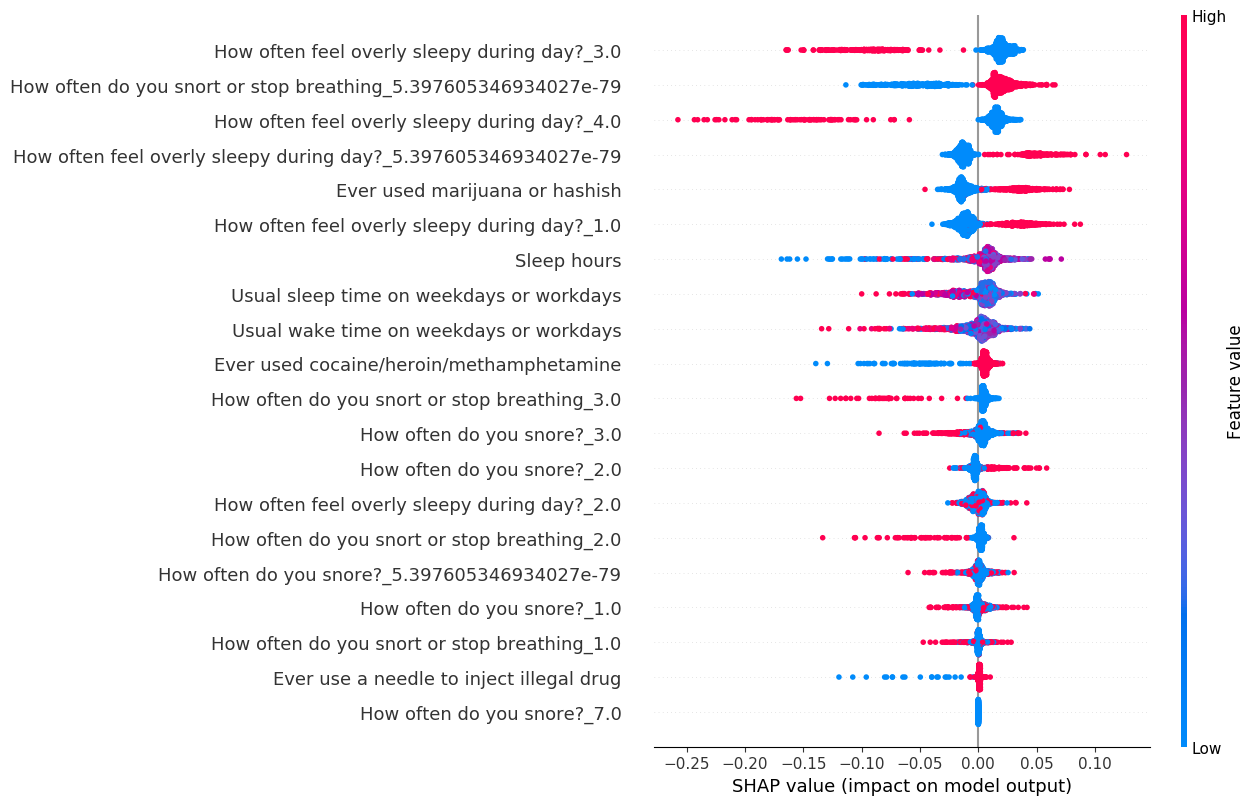 High
How often feel overly sleepy during day?_3.0
How often do you snort or stop breathing_5.397605346934027e-79
How often feel overly sleepy during day?_4.0
How often feel overly sleepy during day?_5.397605346934027e-79
Ever used marijuana or hashish
How often feel overly sleepy during day?_1.0
Sleep hours
Usual sleep time on weekdays or workdays
Usual wake time on weekdays or workdays
Ever used cocaine/heroin/methamphetamine
How often do you snort or stop breathing_3.0
How often do you snore?_3.0
How often do you snore?_2.0
How often feel overly sleepy during day?_2.0
How often do you snort or stop breathing_2.0
How often do you snore?_5.397605346934027e-79
How often do you snore?_1.0
How often do you snort or stop breathing_1.0
Ever use a needle to inject illegal drug
How often do you snore?_7.0
Feature value
Low
−0.25 −0.20 −0.15 −0.10 −0.05 0.00 0.05 0.10
SHAP value (impact on model output)